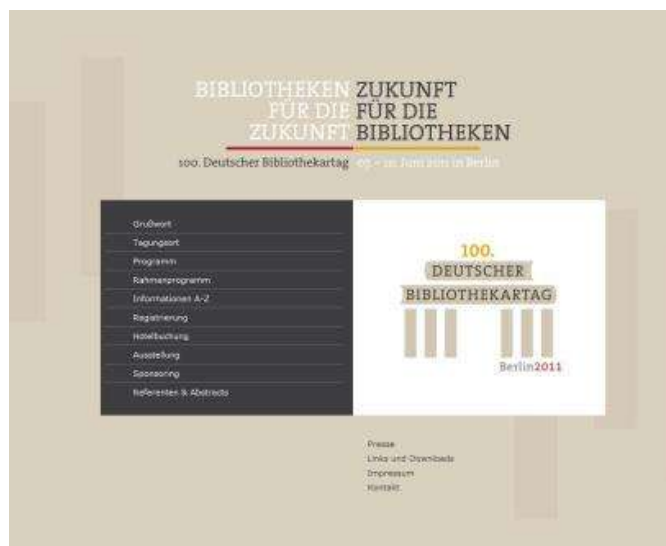 BIBLIOTHEKEN ZUKUNFT
FÜR DIE FÜR DIE
ZUKUNFT BIBLIOTHEKEN
100. Deutscher Bibliothekartag 07 – 10. Juni 2011 in Berlin
Grußwort
Tagungsort
Programm
Rahmenprogramm
Informationen A-Z
Registrierung
Hotelbuchung
Ausstellung
Sponsoring
Referenten & Abstracts
100.
DEUTSCHER
BIBLIOTHEKARTAG
Berlin2011
Presse
Links und Downloads
Impressum
Kontakt